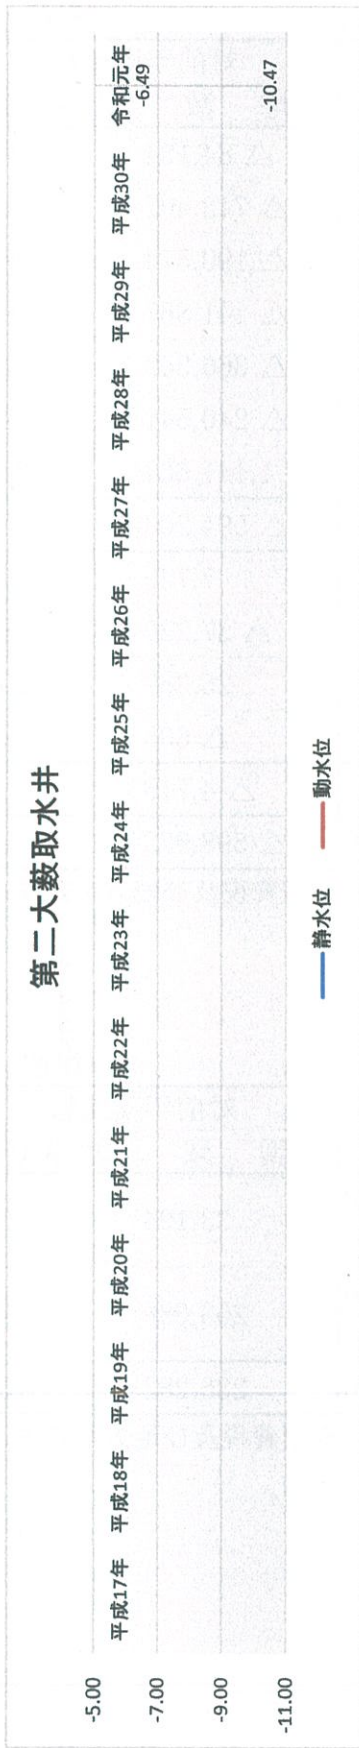 第二大薮取水井
-5.00
平成17年 平成18年 平成19年 平成20年 平成21年 平成22年 平成23年 平成24年 平成25年 平成26年 平成27年 平成28年 平成29年 平成30年 令和元年
-6.49
-7.00
-9.00
-10.47
-11.00
静水位 動水位